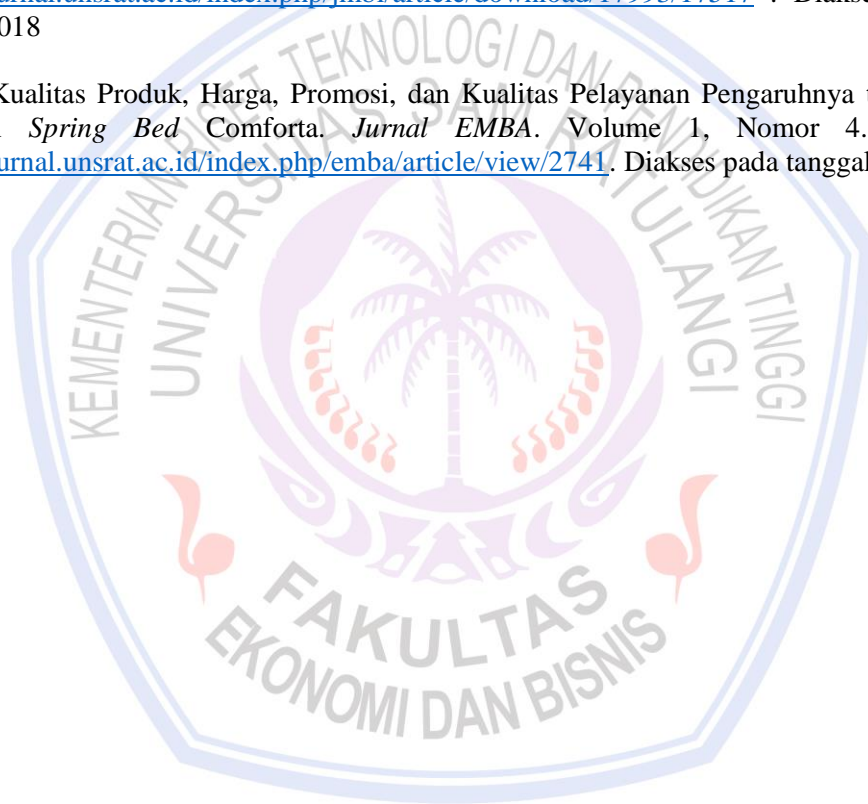 urnal.unsrat.ac.id/index.php/jmbi/article/download/17995/17517 . Diakse
018
Kualitas Produk, Harga, Promosi, dan Kualitas Pelayanan Pengaruhnya
Spring Bed Comforta. Jurnal EMBA. Volume 1, Nomor 4.
urnal.unsrat.ac.id/index.php/emba/article/view/2741. Diakses pada tanggal
KEMENTERIAN RISET TEKNOLOGI DAN PENDIDIKAN TINGGI
UNIVERSITAS SAM RATULANGI
FAKULTAS
EKONOMI DAN BISNIS